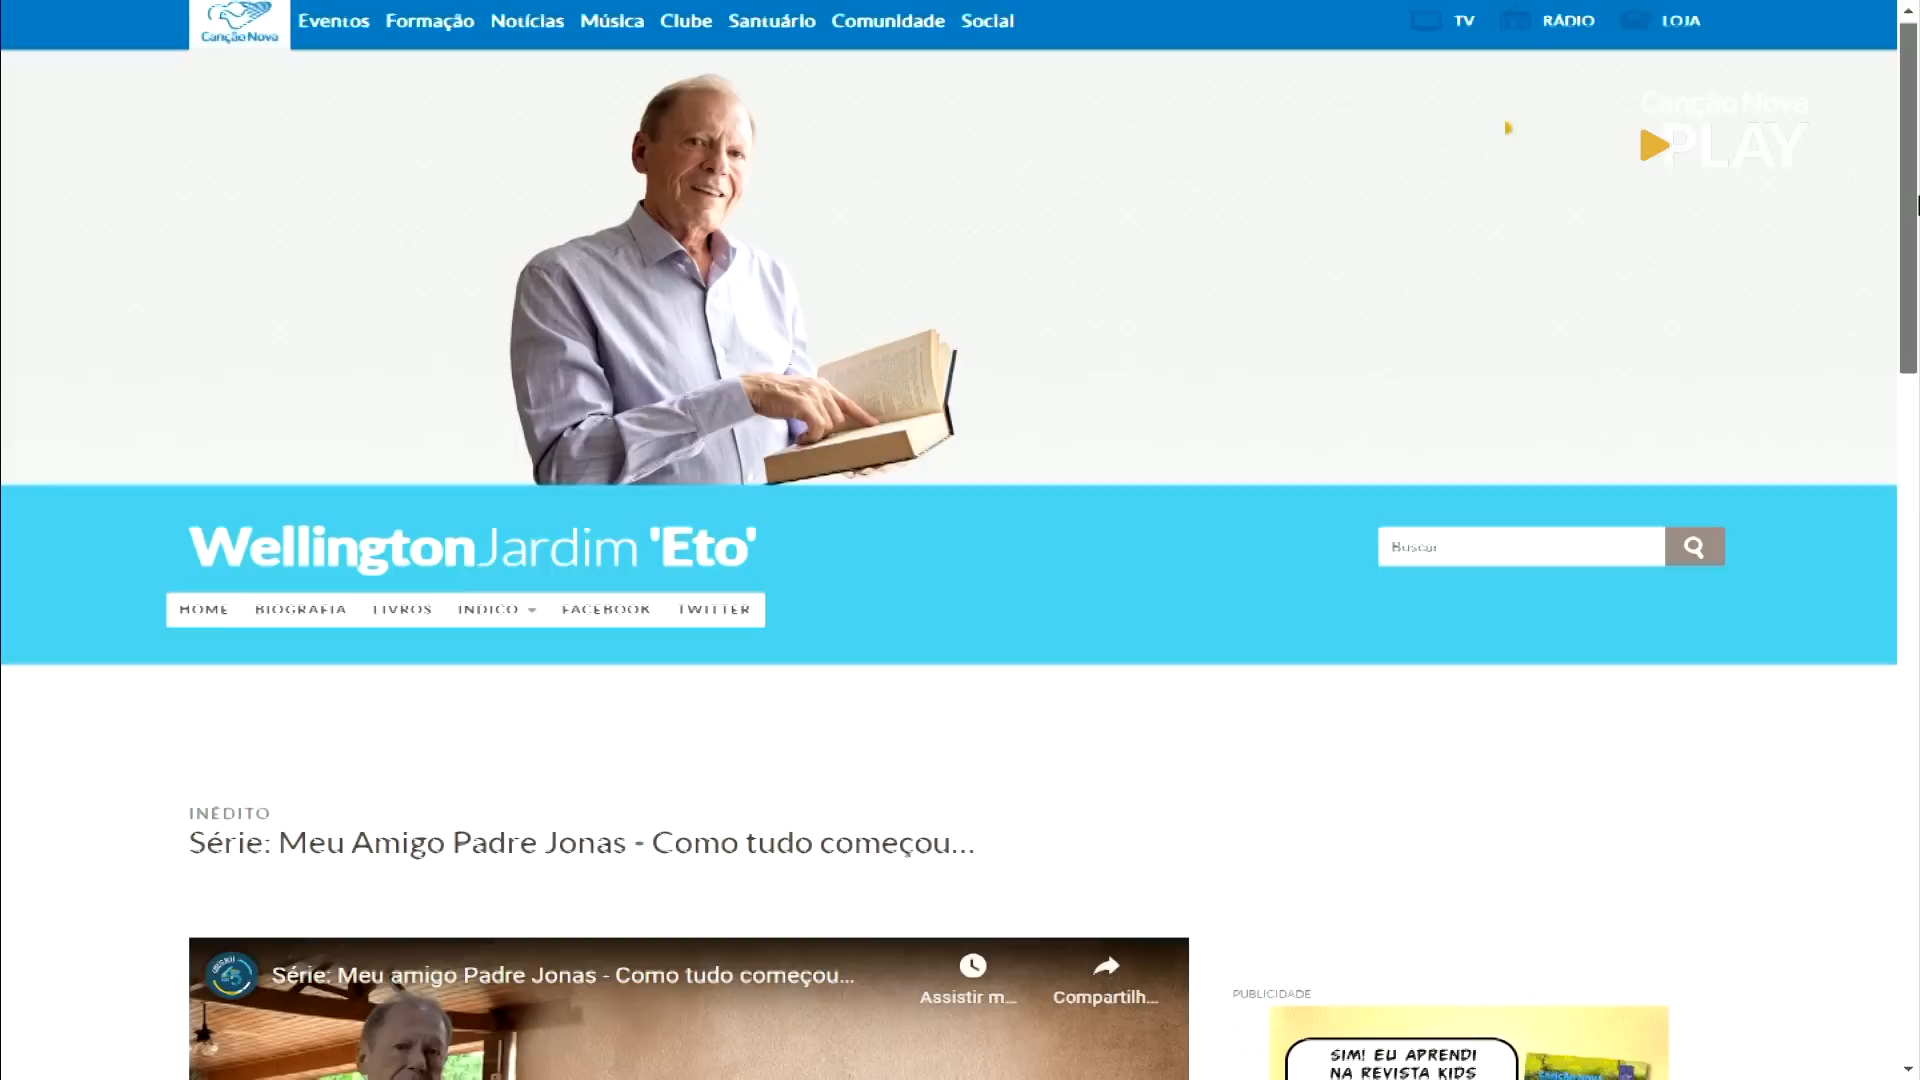 Canção Nova
Eventos Formação Notícias Música Clube Santuário Comunidade Social
TV RÁDIO LOJA
Canção Nova
PLAY
Wellington Jardim 'Eto'
Buscar
HOME BIOGRAFIA LIVROS INDICO FACEBOOK TWITTER
INÉDITO
Série: Meu Amigo Padre Jonas - Como tudo começou...
Série: Meu amigo Padre Jonas - Como tudo começou...
Assistir m...
Compartilh...
PUBLICIDADE
SIM! EU APRENDI
NA REVISTA KIDS